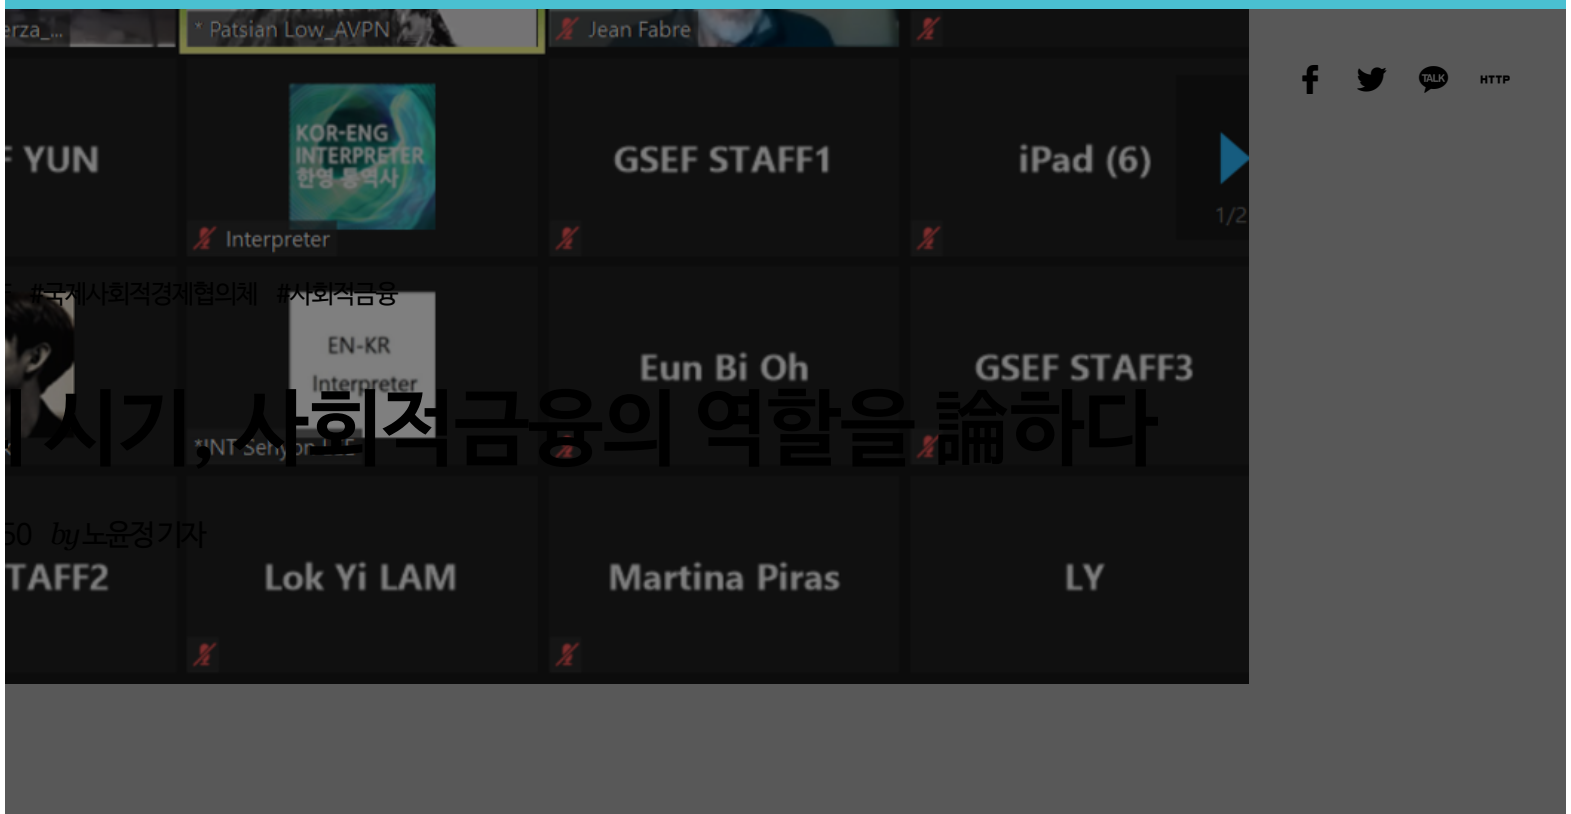 erza_...
* Patsian Low_AVPN
Jean Fabre
TALK
HTTP
YUN
KOR-ENG
INTERPRETER
한영 통역사
GSEF STAFF1
iPad (6)
1/2
Interpreter
#국제사회적경제협의체 #사회적금융
EN-KR
Interpreter
Eun Bi Oh
GSEF STAFF3
시기, 사회적금융의 역할을 論하다
*INT Sehyon LEE
50 by 노윤정 기자
TAFF2
Lok Yi LAM
Martina Piras
LY